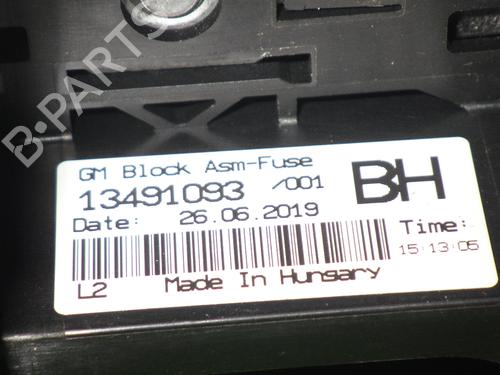 B-PARTS
GM Block Asm-Fuse
13491093 /001 BH
Date: 26.06.2019 Time:
15:13:05
L2 Made In Hungary